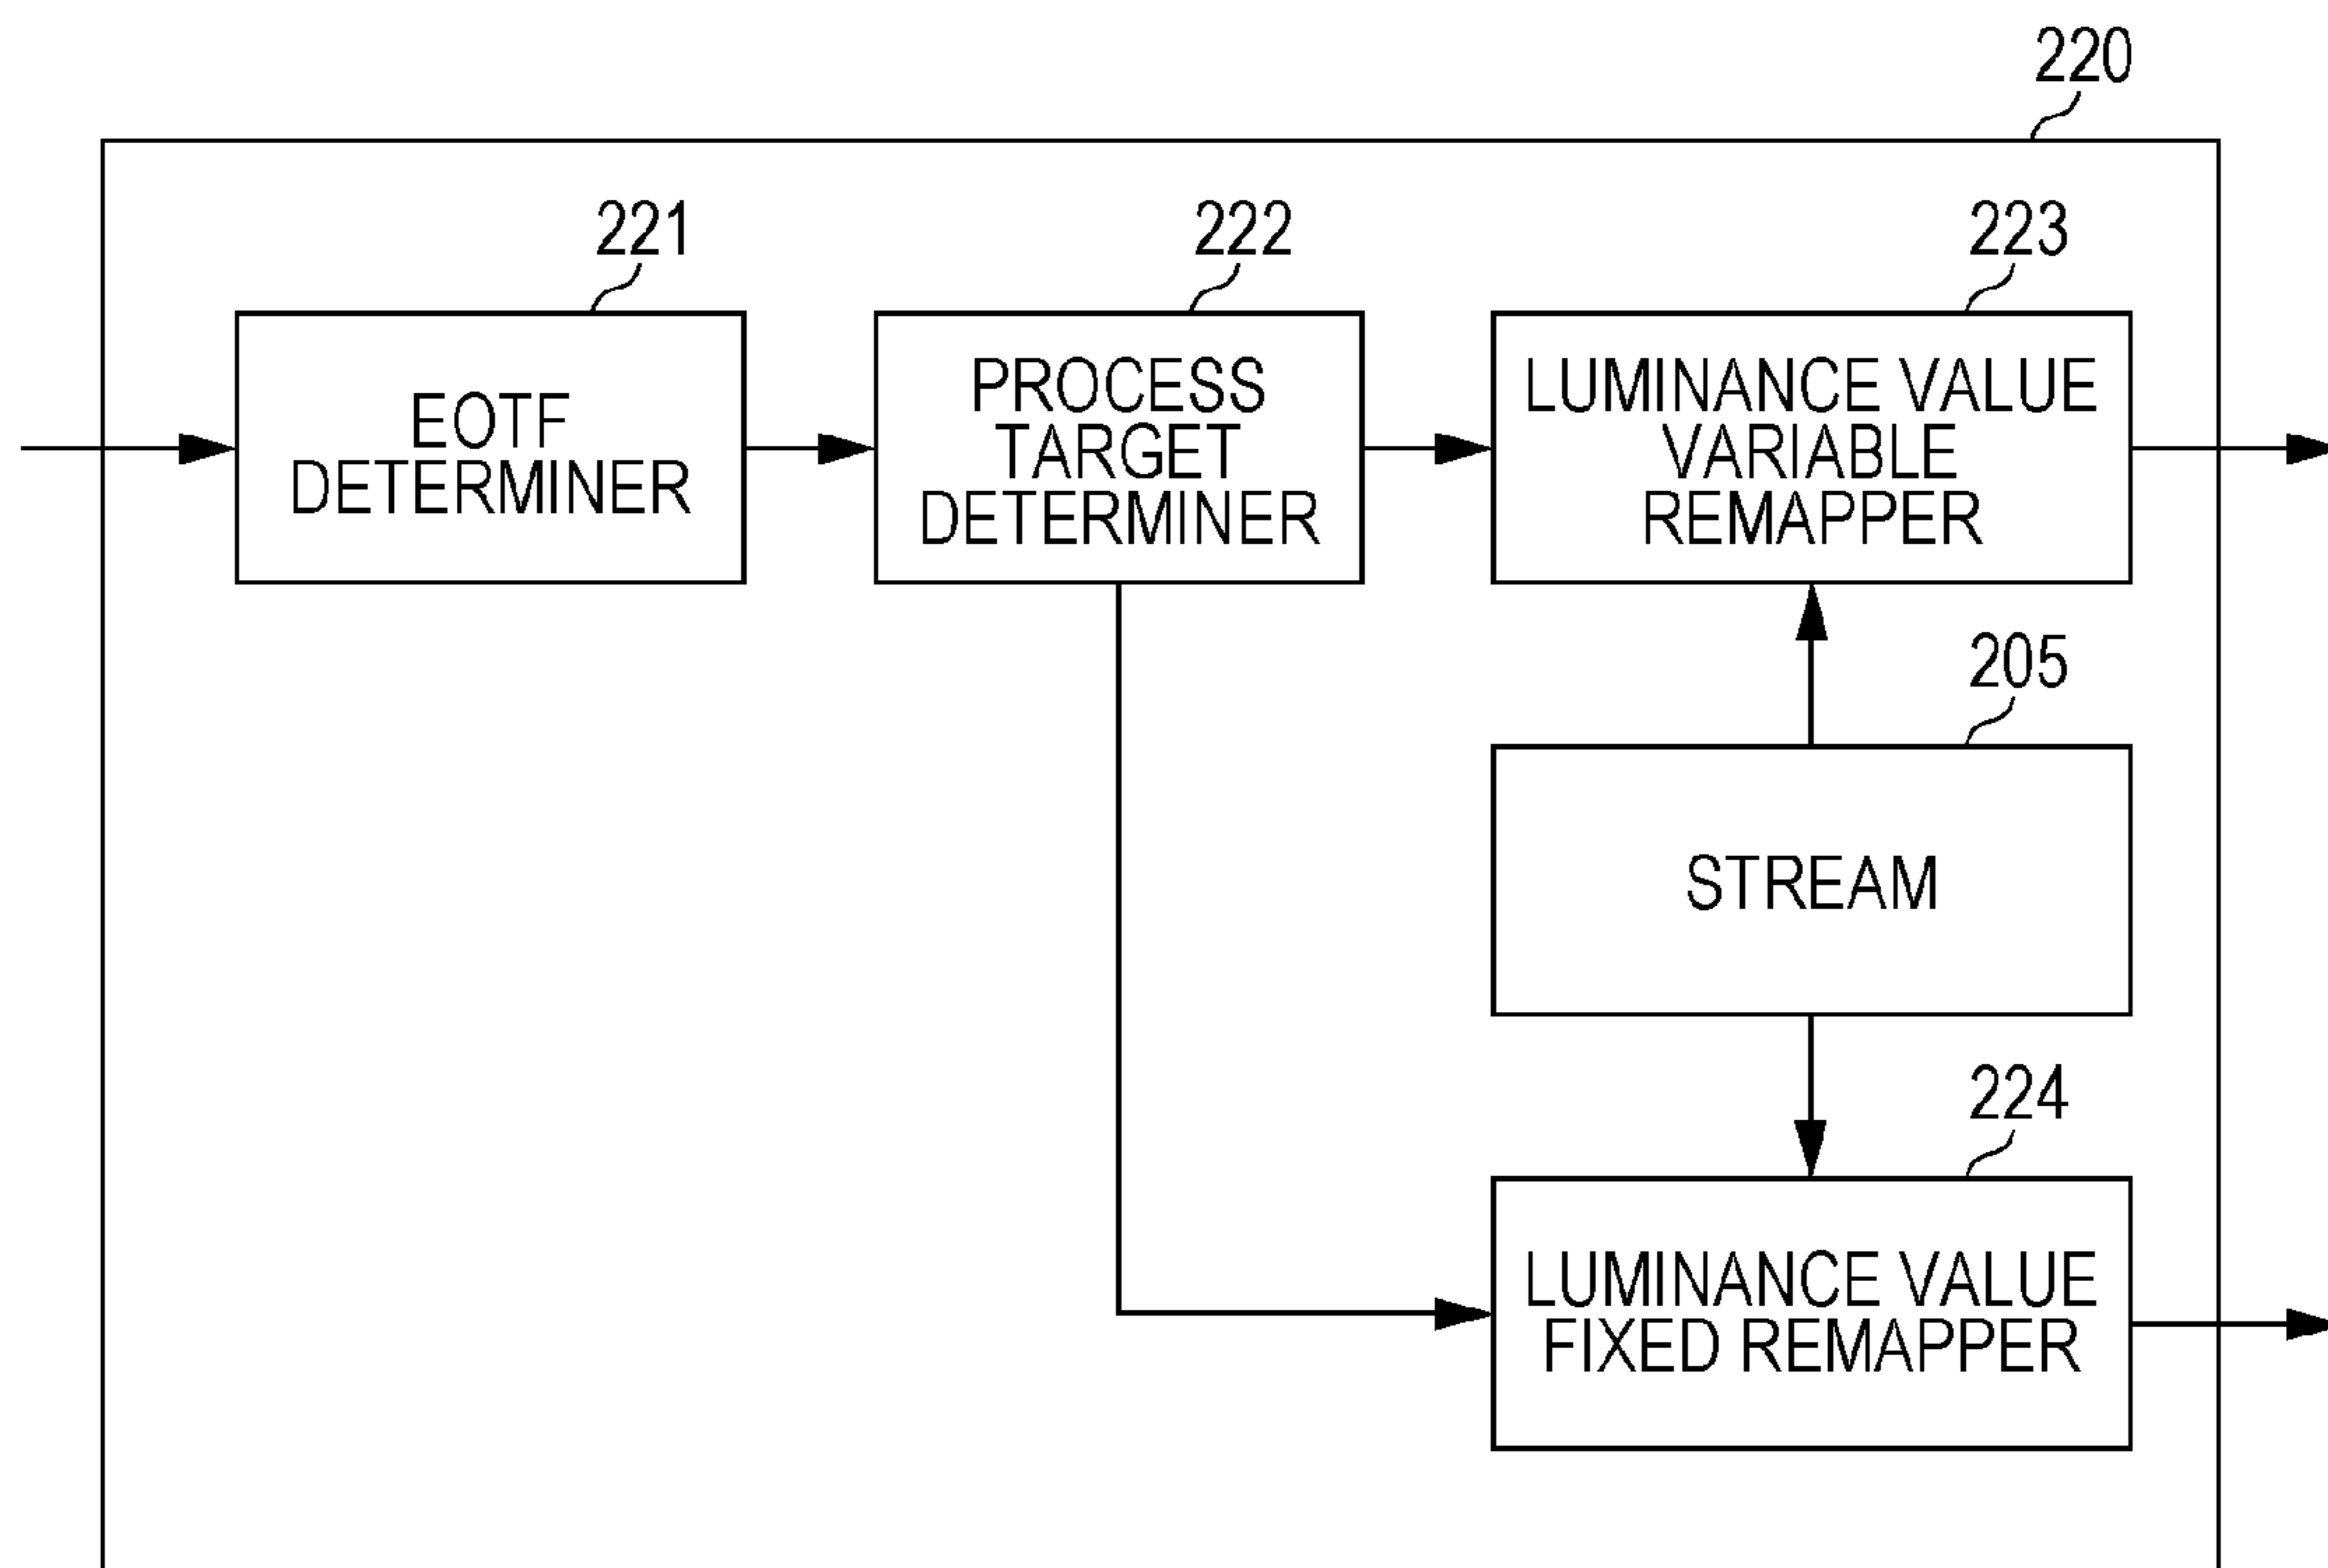 220
221
222
223
EOTF
DETERMINER
PROCESS
TARGET
DETERMINER
LUMINANCE VALUE
VARIABLE
REMAPPER
205
STREAM
224
LUMINANCE VALUE
FIXED REMAPPER